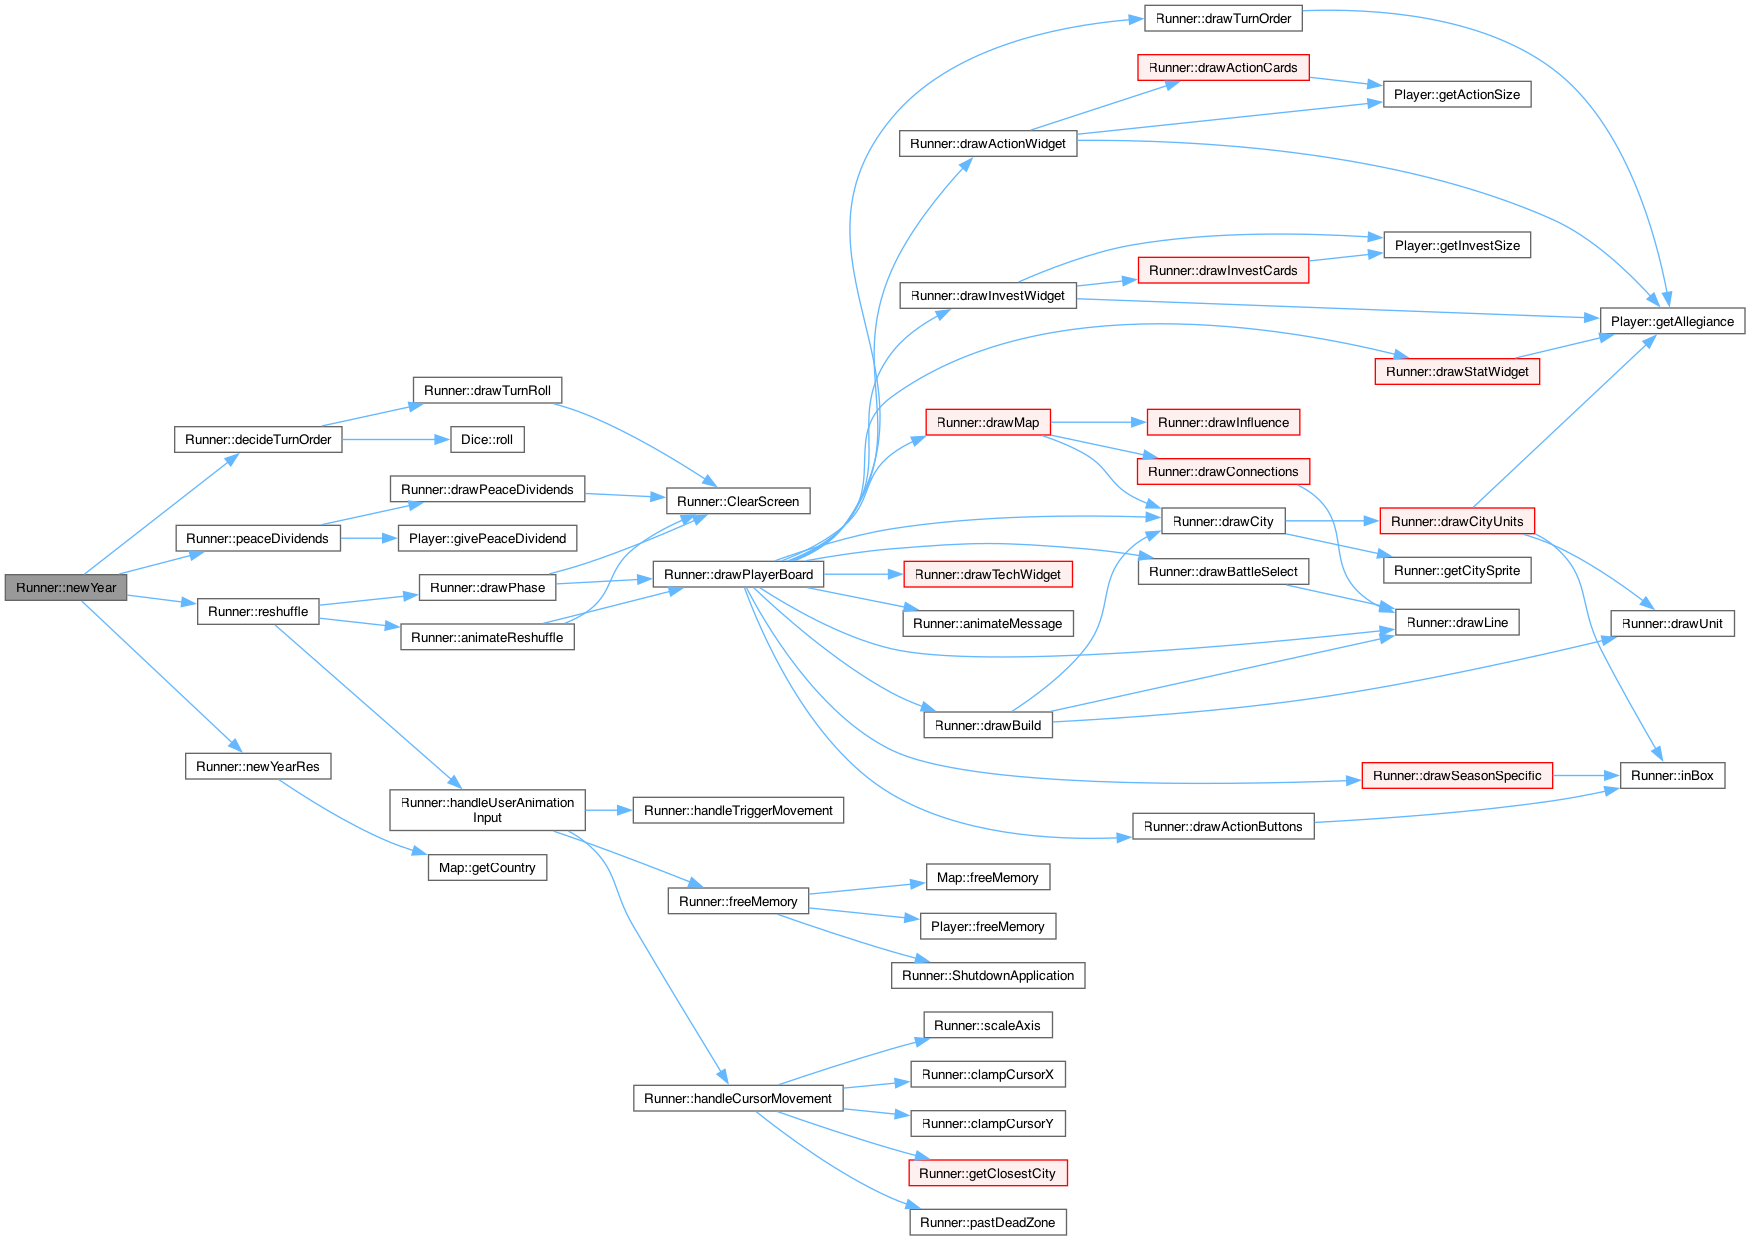 Runner::newYear
Runner::decideTurnOrder
Runner::peaceDividends
Runner::reshuffle
Runner::newYearRes
Runner::drawTurnRoll
Dice::roll
Runner::drawPeaceDividends
Player::givePeaceDividend
Runner::drawPhase
Runner::animateReshuffle
Runner::handleUserAnimation
Input
Map::getCountry
Runner::ClearScreen
Runner::drawPlayerBoard
Runner::handleTriggerMovement
Runner::freeMemory
Runner::handleCursorMovement
Runner::drawActionWidget
Runner::drawInvestWidget
Runner::drawMap
Runner::drawTechWidget
Runner::animateMessage
Runner::drawBuild
Map::freeMemory
Player::freeMemory
Runner::ShutdownApplication
Runner::scaleAxis
Runner::clampCursorX
Runner::clampCursorY
Runner::getClosestCity
Runner::pastDeadZone
Runner::drawTurnOrder
Runner::drawActionCards
Runner::drawInvestCards
Runner::drawInfluence
Runner::drawConnections
Runner::drawCity
Runner::drawBattleSelect
Runner::drawActionButtons
Player::getActionSize
Player::getInvestSize
Runner::drawStatWidget
Runner::drawCityUnits
Runner::getCitySprite
Runner::drawLine
Runner::drawSeasonSpecific
Player::getAllegiance
Runner::drawUnit
Runner::inBox